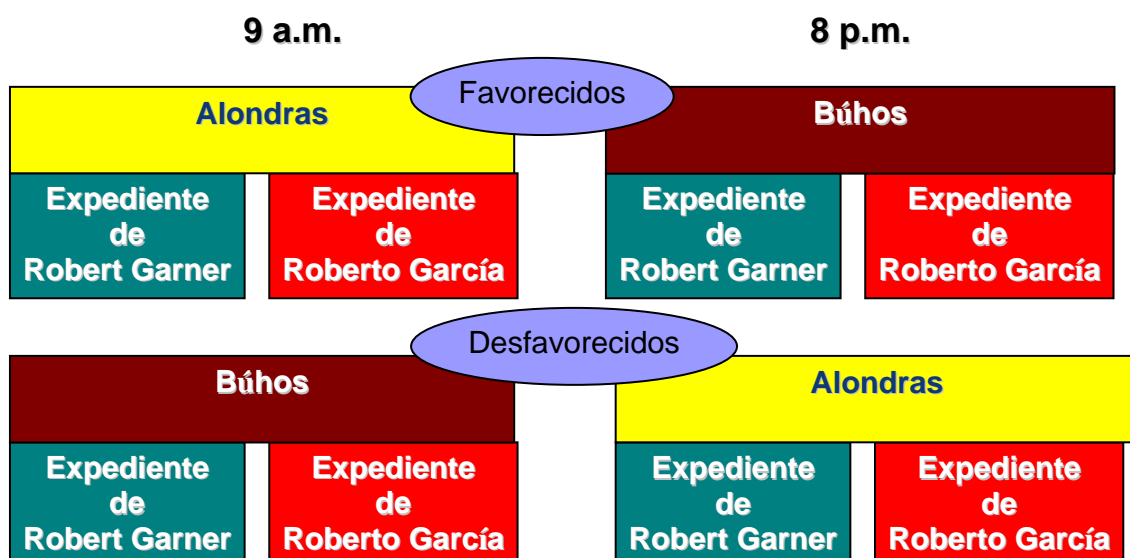 9 a.m.
8 p.m.
Favorecidos
Alondras
Búhos
Expediente
de
Robert Garner
Expediente
de
Roberto García
Expediente
de
Robert Garner
Expediente
de
Roberto García
Desfavorecidos
Búhos
Alondras
Expediente
de
Robert Garner
Expediente
de
Roberto García
Expediente
de
Robert Garner
Expediente
de
Roberto García